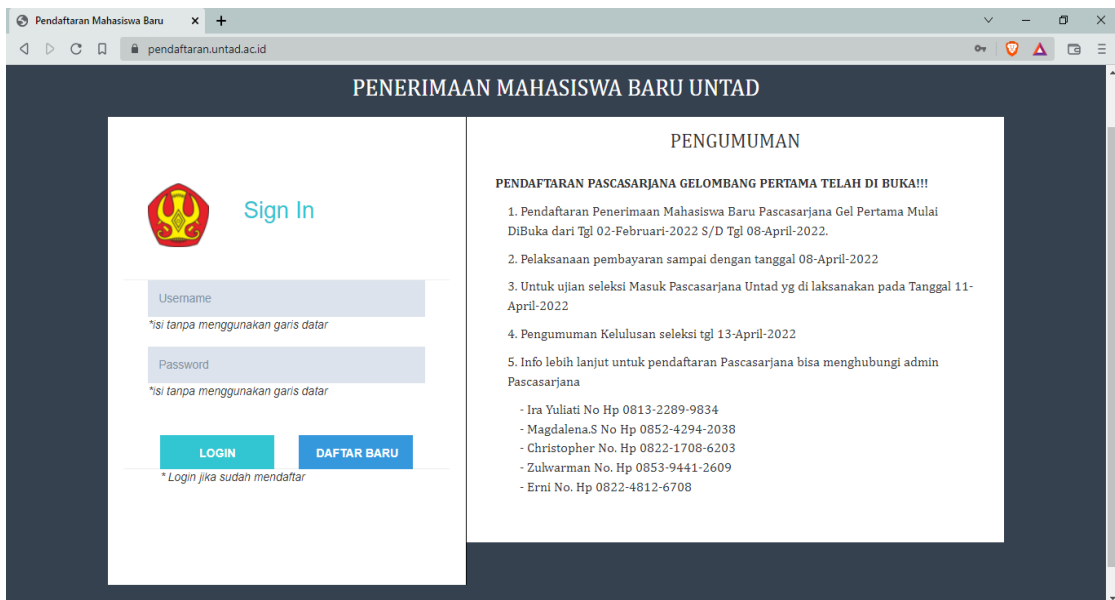 Pendaftaran Mahasiswa Baru
pendaftaran.untad.ac.id
PENERIMAAN MAHASISWA BARU UNTAD
Sign In
Username
*isi tanpa menggunakan garis datar
Password
*isi tanpa menggunakan garis datar
LOGIN
DAFTAR BARU
* Login jika sudah mendaftar
PENGUMUMAN
PENDAFTARAN PASCASARJANA GELOMBANG PERTAMA TELAH DI BUKA!!!
1. Pendaftaran Penerimaan Mahasiswa Baru Pascasarjana Gel Pertama Mulai
DiBuka dari Tgl 02-Februari-2022 S/D Tgl 08-April-2022.
2. Pelaksanaan pembayaran sampai dengan tanggal 08-April-2022
3. Untuk ujian seleksi Masuk Pascasarjana Untad yg di laksanakan pada Tanggal 11-
April-2022
4. Pengumuman Kelulusan seleksi tgl 13-April-2022
5. Info lebih lanjut untuk pendaftaran Pascasarjana bisa menghubungi admin
Pascasarjana
- Ira Yuliati No Hp 0813-2289-9834
- Magdalena.S No Hp 0852-4294-2038
- Christopher No. Hp 0822-1708-6203
- Zulwarman No. Hp 0853-9441-2609
- Erni No. Hp 0822-4812-6708